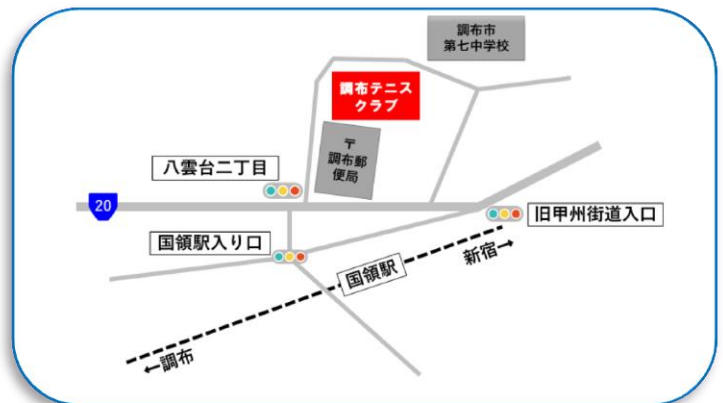 調布市
第七中学校
調布テニス
クラブ
〒
調布郵
便局
八雲台二丁目
20
旧甲州街道入口
国領駅入り口
新宿→
国領駅
←調布